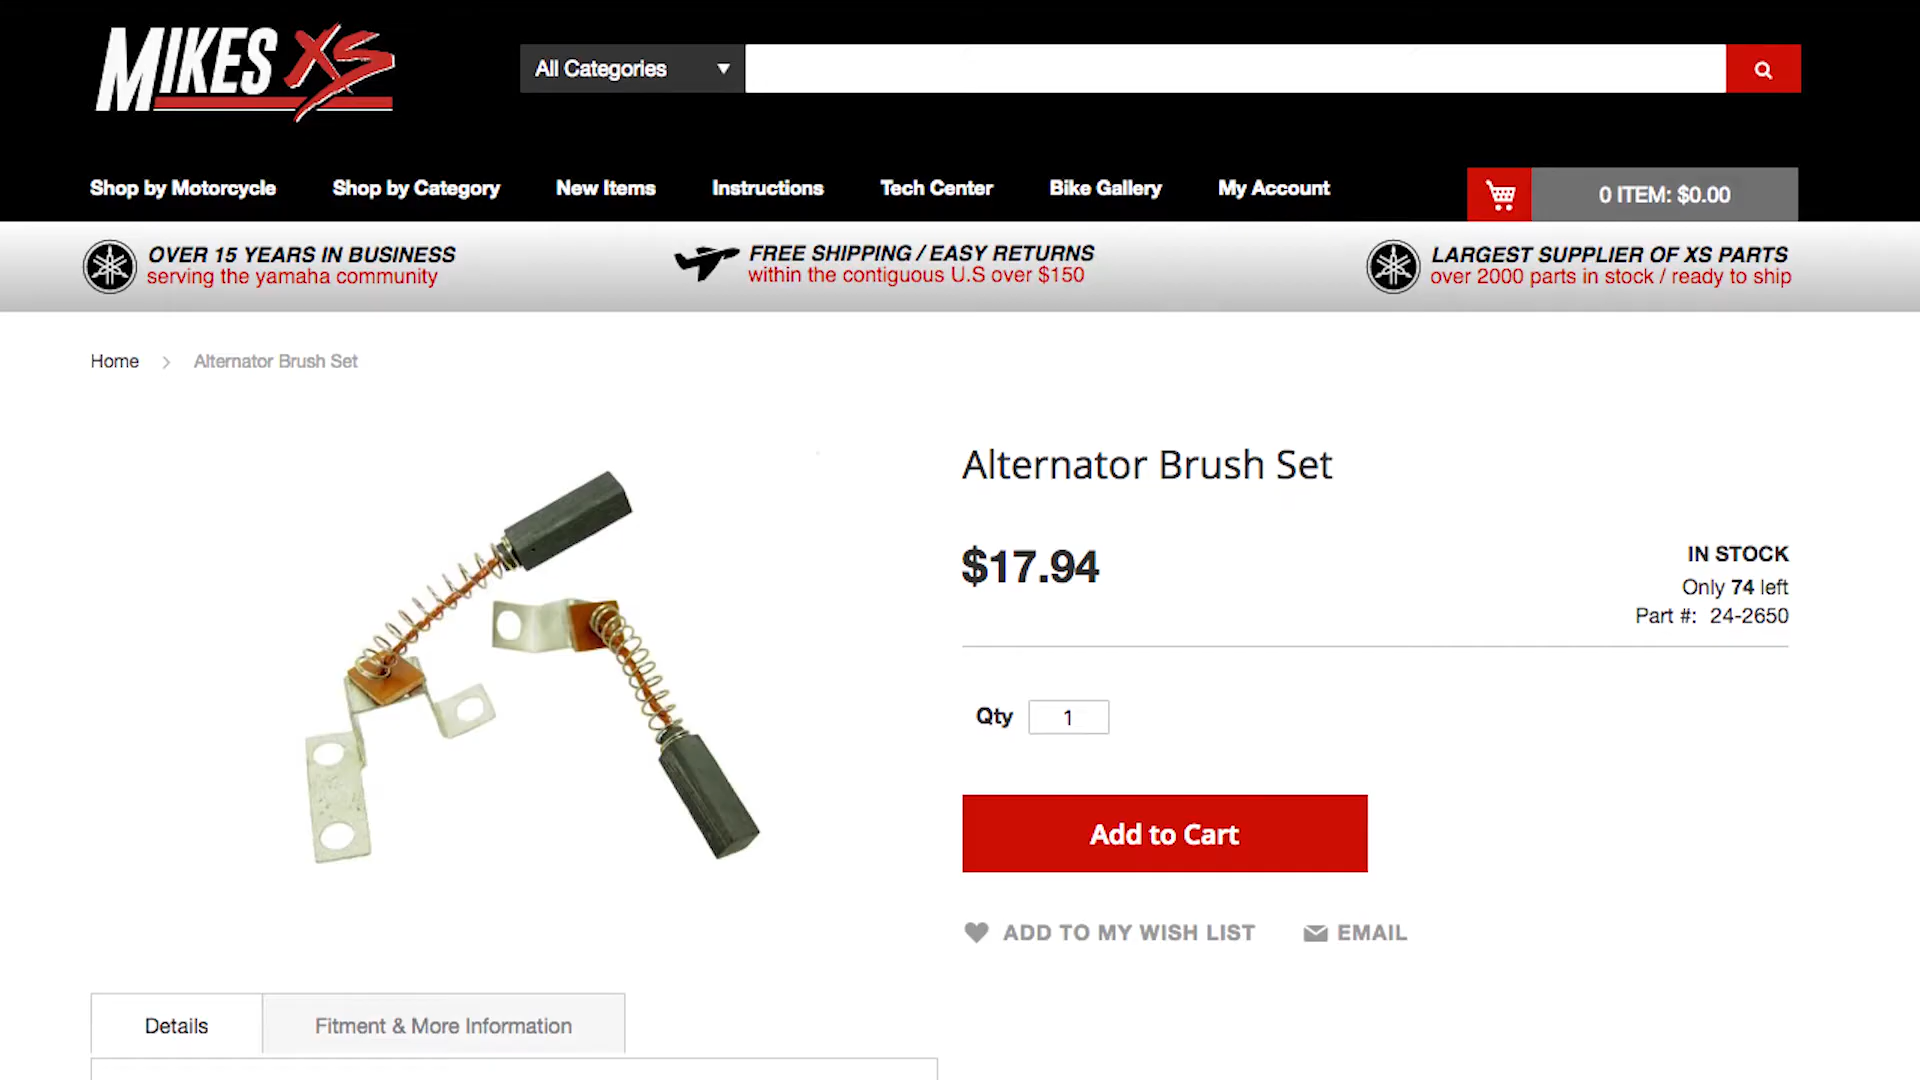 MIKES XS
All Categories
Shop by Motorcycle
Shop by Category
New Items
Instructions
Tech Center
Bike Gallery
My Account
0 ITEM: $0.00
OVER 15 YEARS IN BUSINESS
serving the yamaha community
FREE SHIPPING / EASY RETURNS
within the contiguous U.S over $150
LARGEST SUPPLIER OF XS PARTS
over 2000 parts in stock / ready to ship
Home
Alternator Brush Set
Alternator Brush Set
$17.94
IN STOCK
Only 74 left
Part #: 24-2650
Qty 1
Add to Cart
ADD TO MY WISH LIST
EMAIL
Details
Fitment & More Information